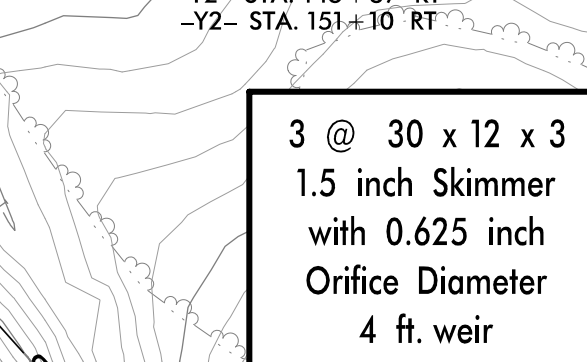 –Y2– STA. 151+10 RT
3 @ 30 x 12 x 3
1.5 inch Skimmer
with 0.625 inch
Orifice Diameter
4 ft. weir